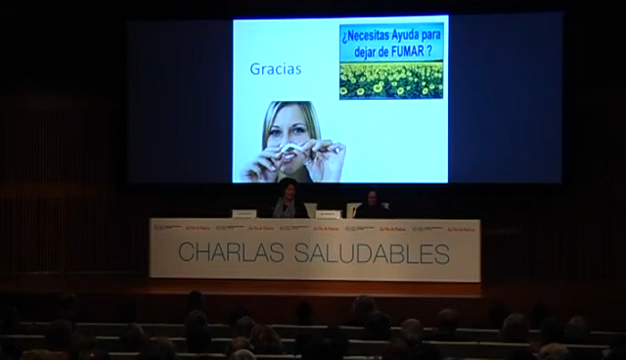 ¿Necesitas Ayuda para
dejar de FUMAR ?
Gracias
CHARLAS SALUDABLES